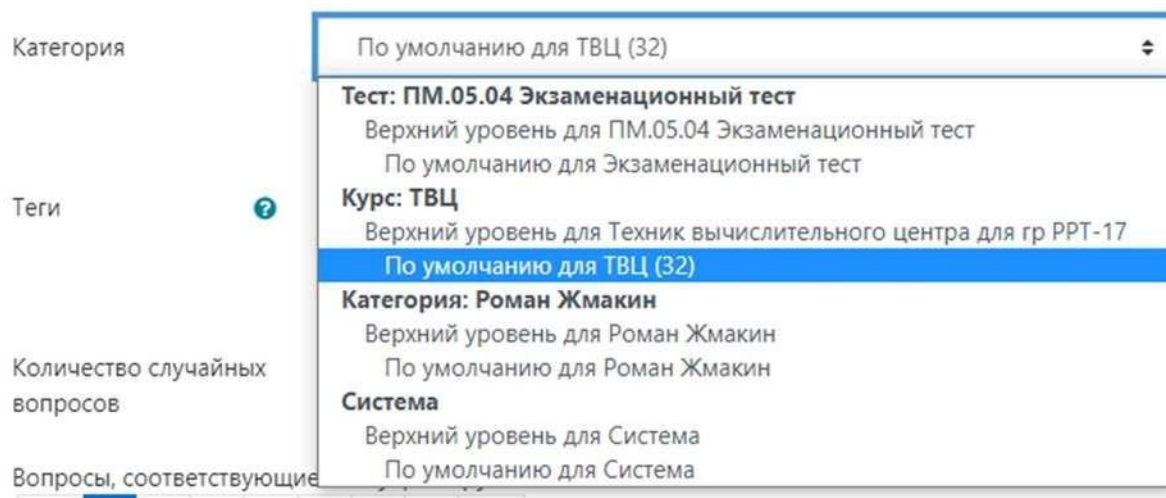 Категория
По умолчанию для ТВЦ (32)
Тест: ПМ.05.04 Экзаменационный тест
Верхний уровень для ПМ.05.04 Экзаменационный тест
По умолчанию для Экзаменационный тест
Теги
?
Курс: ТВЦ
Верхний уровень для Техник вычислительного центра для гр РРТ-17
По умолчанию для ТВЦ (32)
Категория: Роман Жмакин
Верхний уровень для Роман Жмакин
По умолчанию для Роман Жмакин
Количество случайных
вопросов
Система
Верхний уровень для Система
По умолчанию для Система
Вопросы, соответствующие